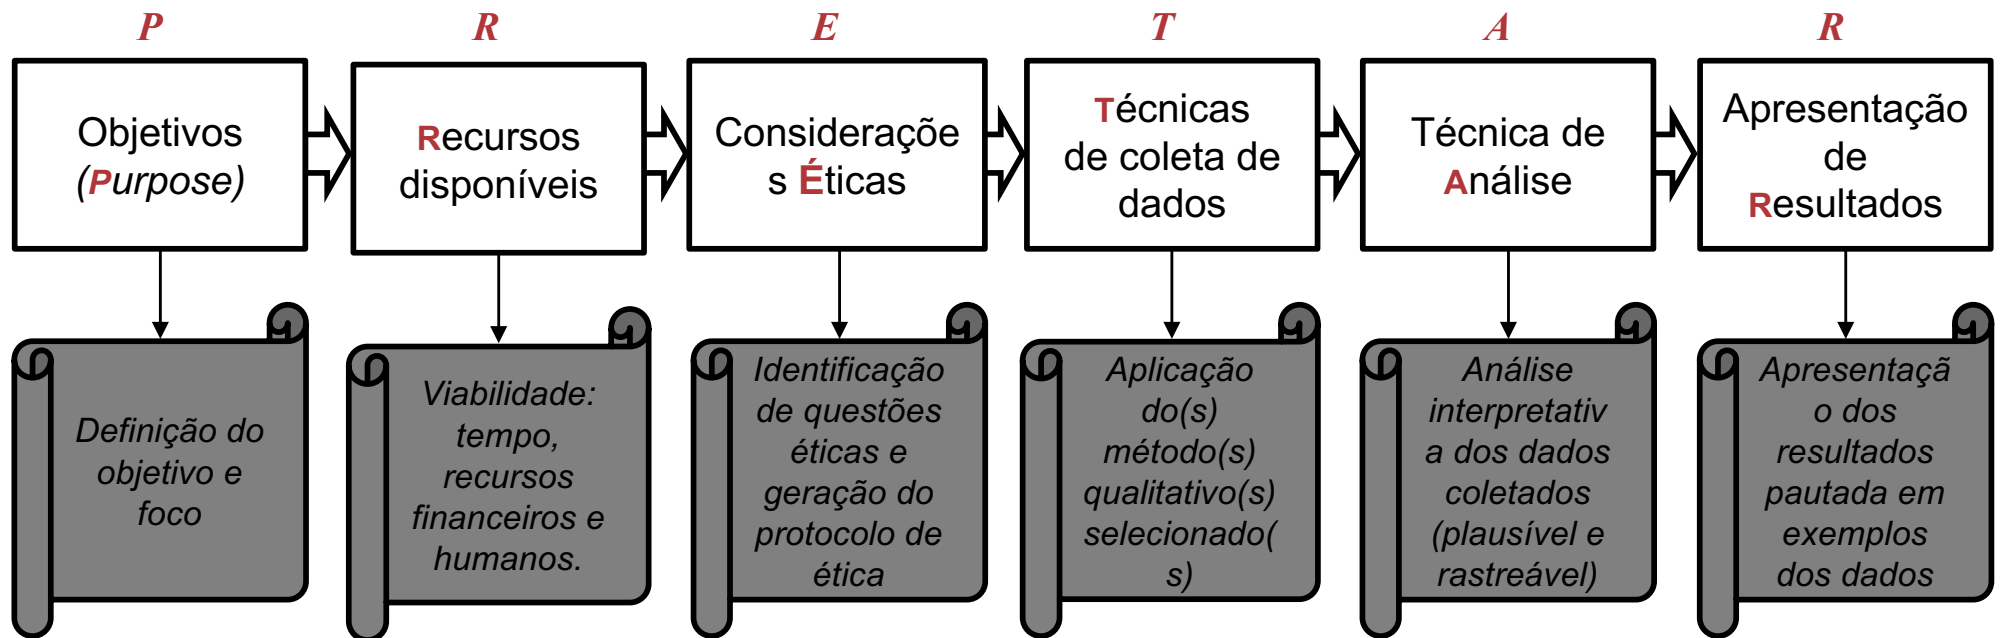 P
R
E
T
A
R
Objetivos
(Purpose)
Recursos
disponíveis
Consideraçõe
s Éticas
Técnicas
de coleta de
dados
Técnica de
Análise
Apresentação
de
Resultados
Definição do
objetivo e
foco
Viabilidade:
tempo,
recursos
financeiros e
humanos.
Identificação
de questões
éticas e
geração do
protocolo de
ética
Aplicação
do(s)
método(s)
qualitativo(s)
selecionado(
s)
Análise
interpretativ
a dos dados
coletados
(plausível e
rastreável)
Apresentaçã
o dos
resultados
pautada em
exemplos
dos dados